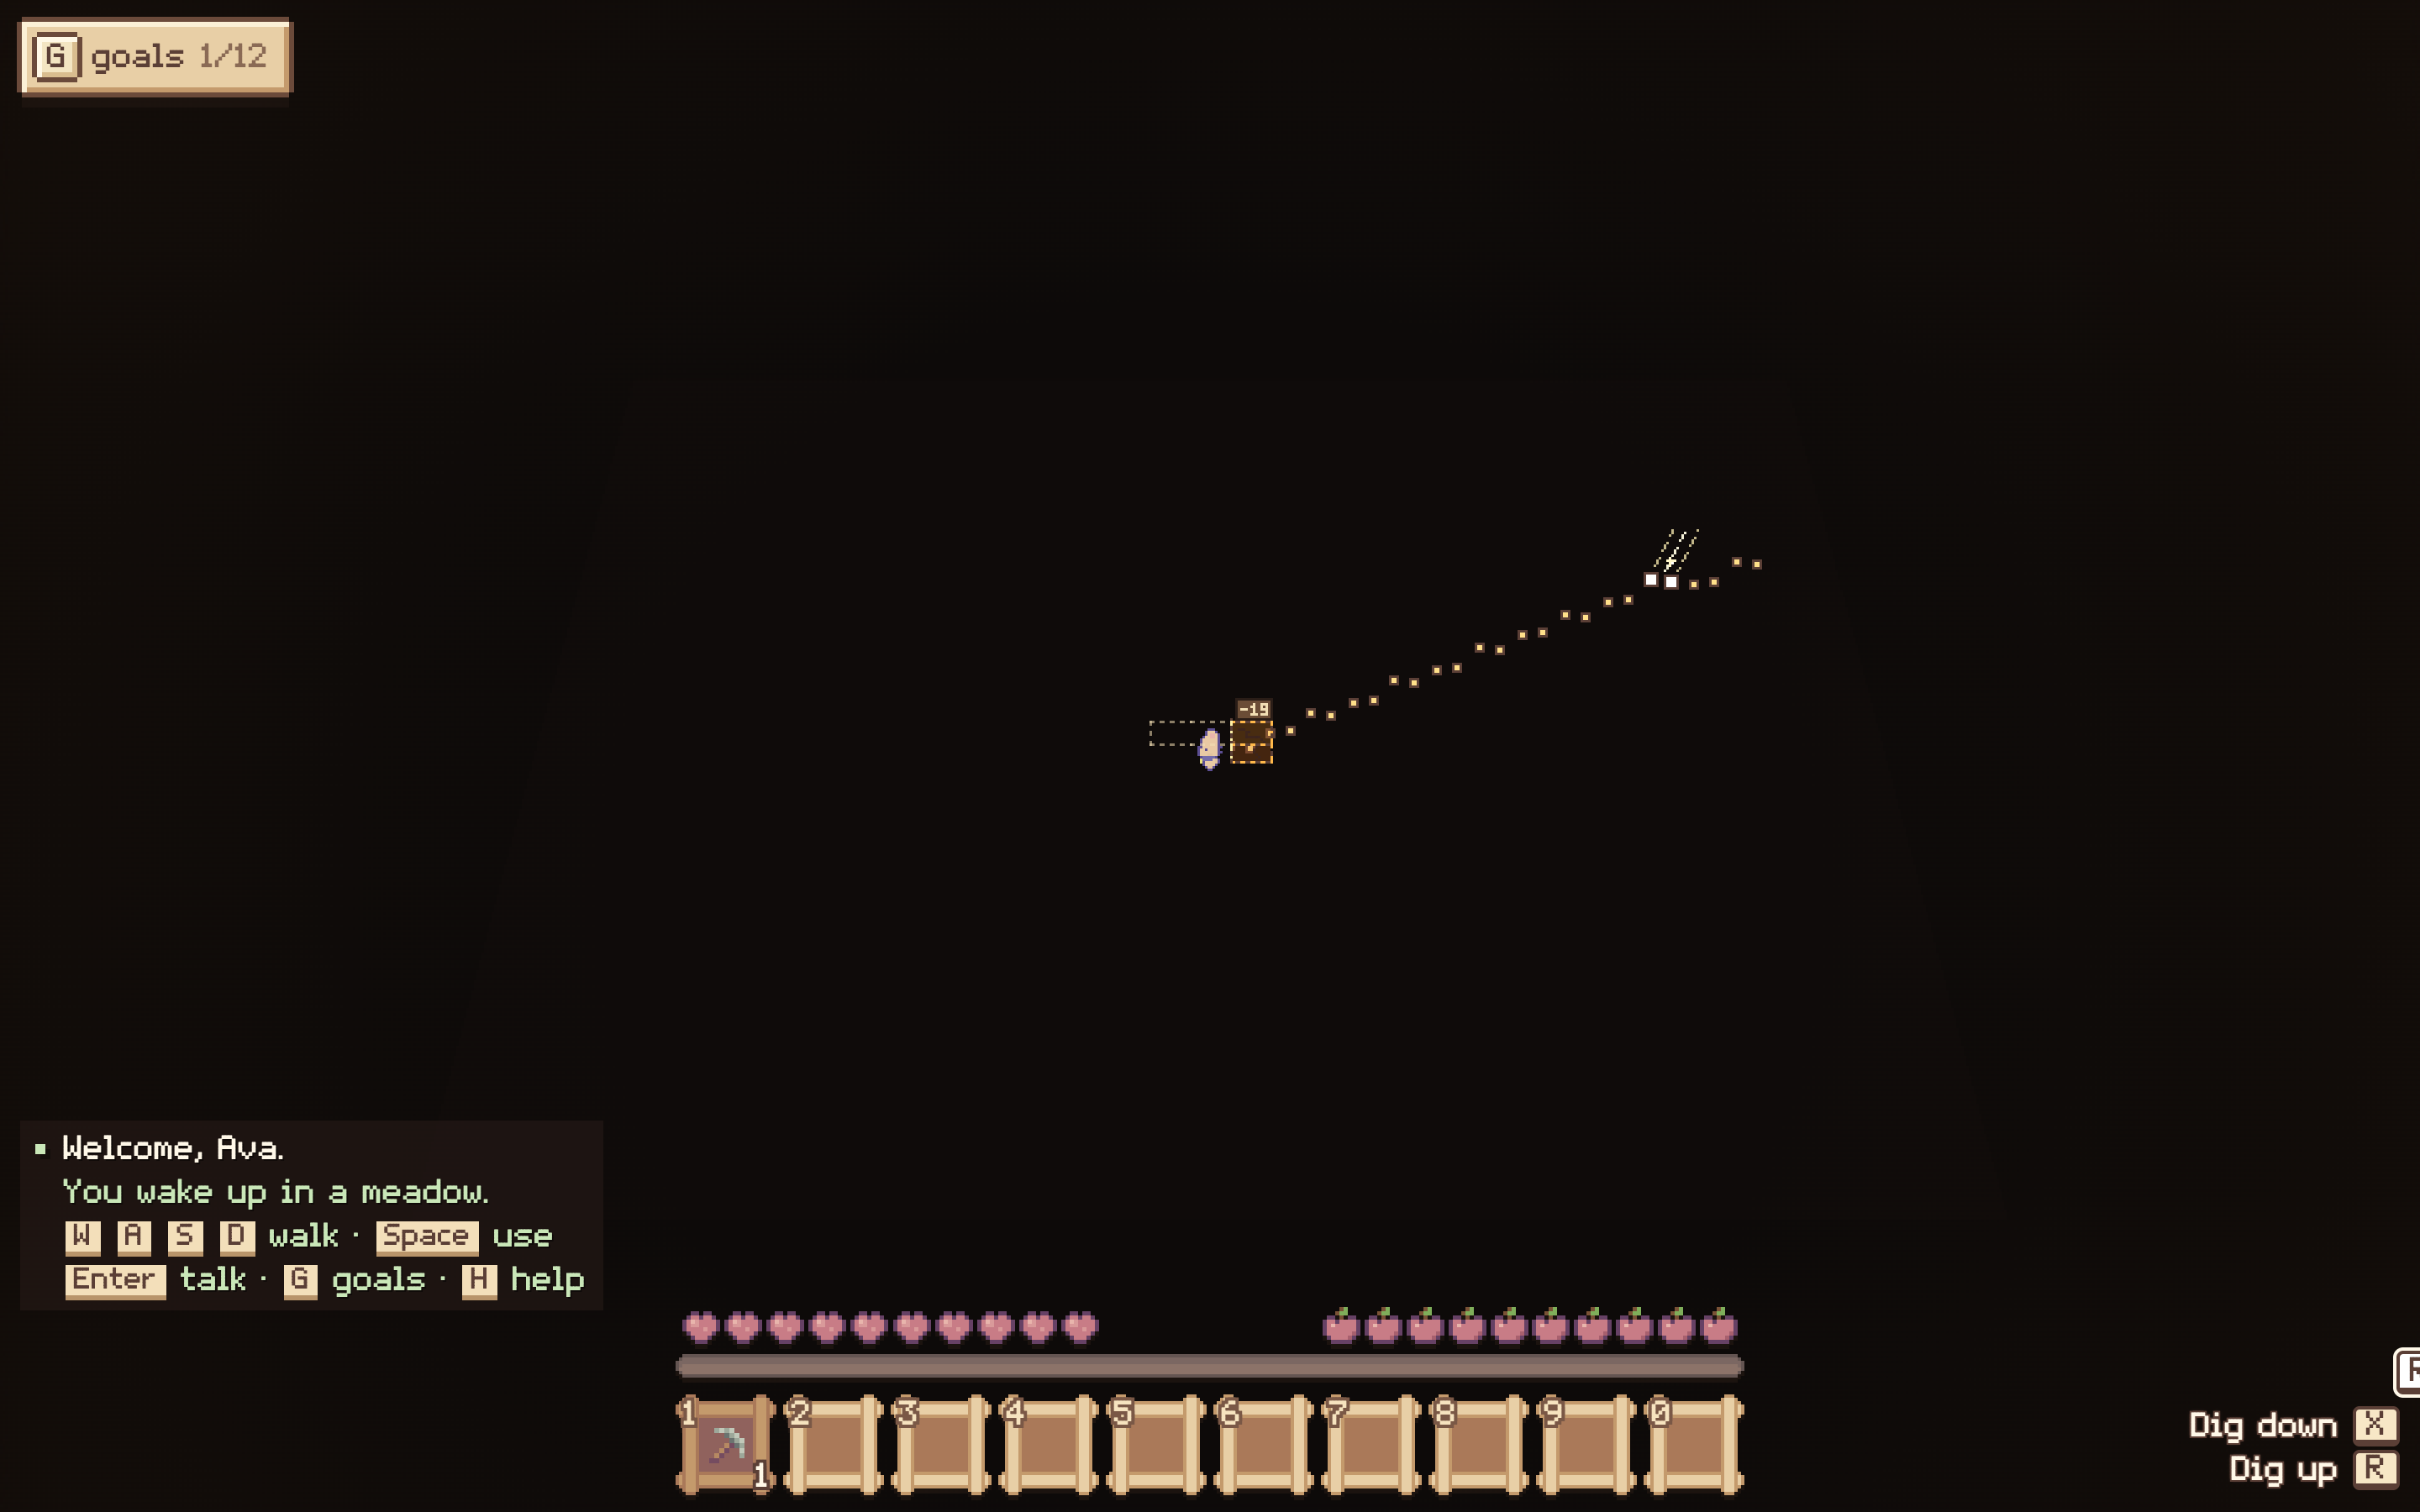 G goals 1/12
-19
Welcome, Ava.
You wake up in a meadow.
W A S D walk · Space use
Enter talk · G goals · H help
1 2 3 4 5 6 7 8 9 0
1
Dig down X
Dig up R